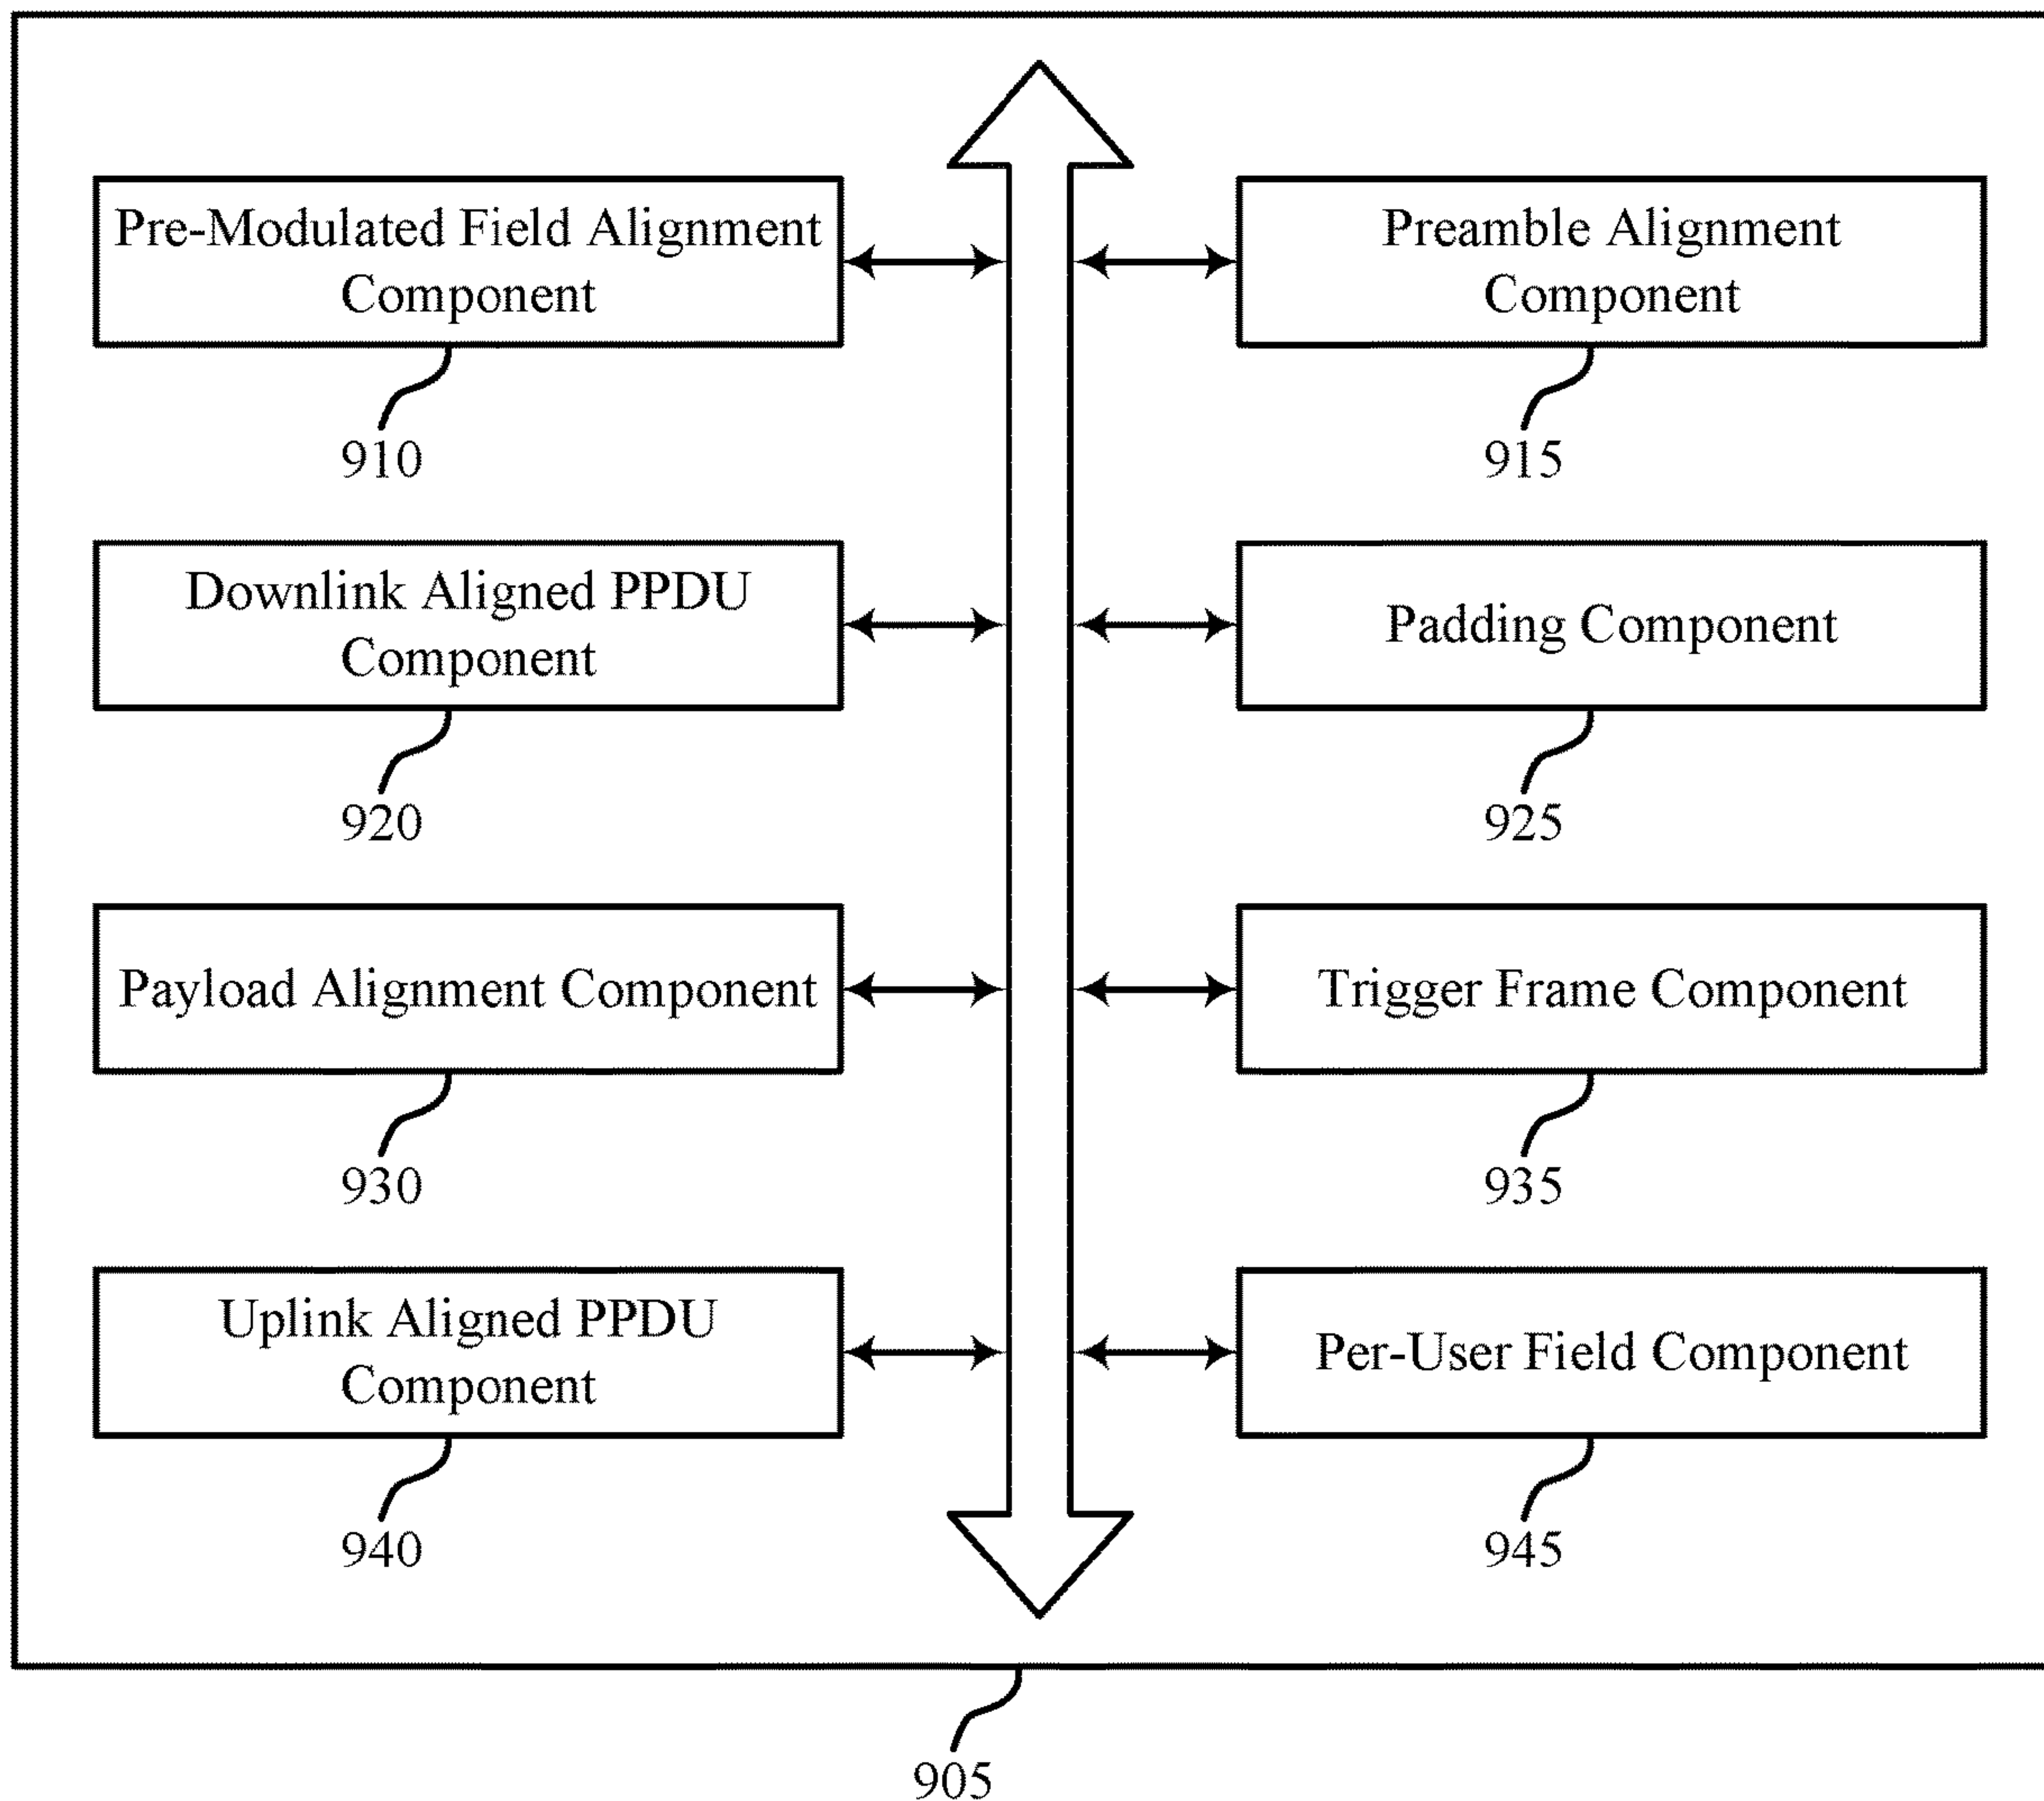 Pre-Modulated Field Alignment
Component
910
Preamble Alignment
Component
915
Downlink Aligned PPDU
Component
920
Padding Component
925
Payload Alignment Component
930
Trigger Frame Component
935
Uplink Aligned PPDU
Component
940
Per-User Field Component
945
905